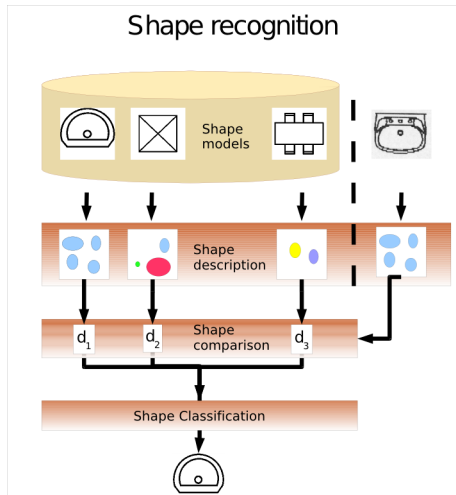 Shape recognition
Shape
models
Shape
description
d1
d2
Shape
comparison
d3
Shape Classification